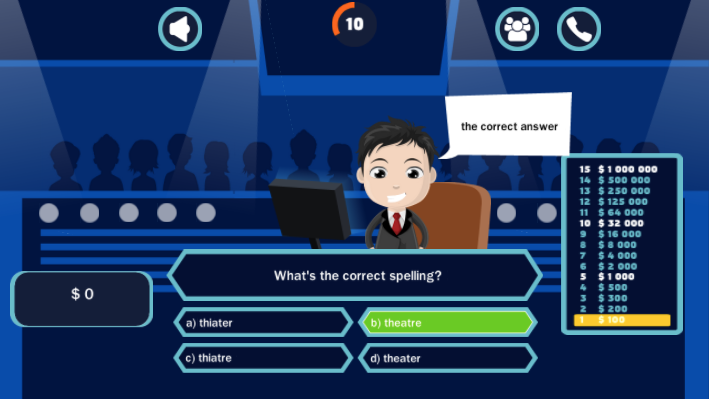 10
the correct answer
15 $ 1 000 000
14 $ 500 000
13 $ 250 000
12 $ 125 000
11 $ 64 000
10 $ 32 000
9 $ 16 000
8 $ 8 000
7 $ 4 000
6 $ 2 000
5 $ 1 000
4 $ 500
3 $ 300
2 $ 200
1 $ 100
$ 0
What's the correct spelling?
a) thiater
b) theatre
c) thiatre
d) theater